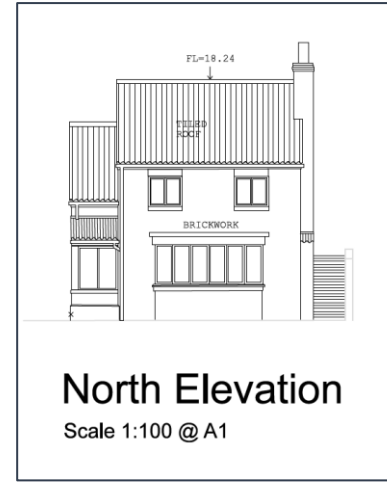 FL=18.24
TILED
ROOF
BRICKWORK
North Elevation
Scale 1:100 @ A1